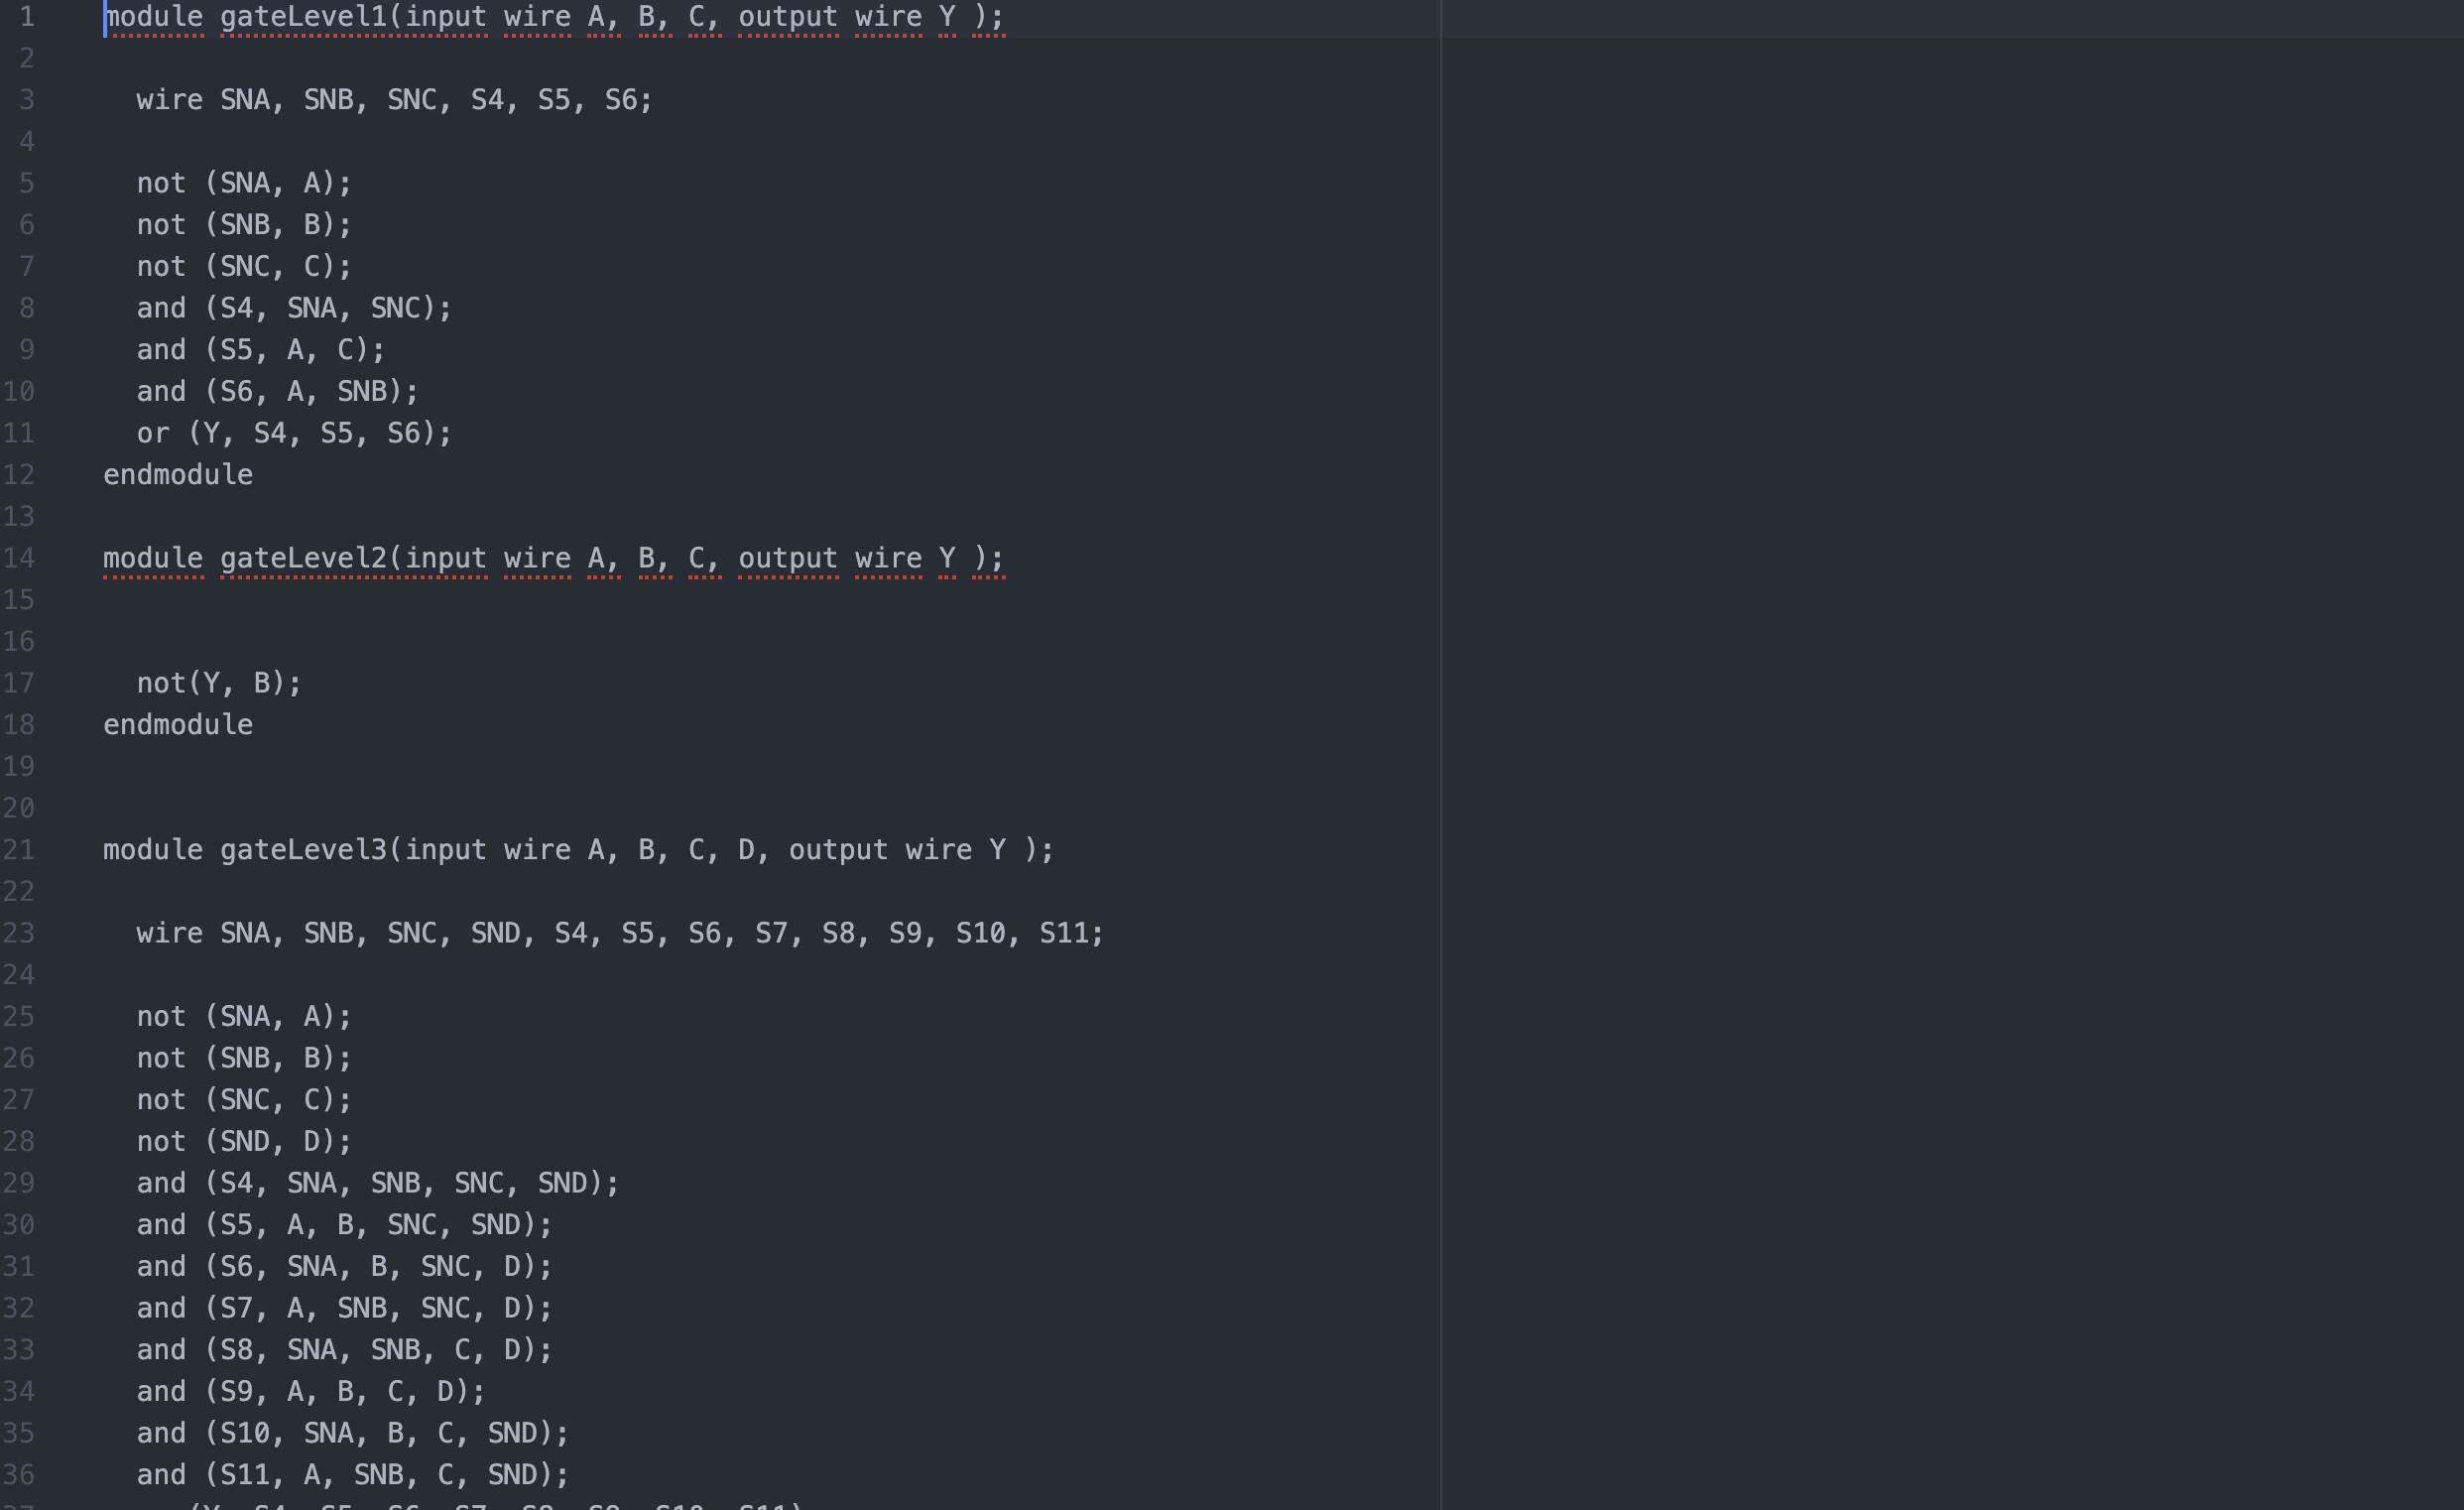 1 module gateLevel1(input wire A, B, C, output wire Y );
2
3 wire SNA, SNB, SNC, S4, S5, S6;
4
5 not (SNA, A);
6 not (SNB, B);
7 not (SNC, C);
8 and (S4, SNA, SNC);
9 and (S5, A, C);
10 and (S6, A, SNB);
11 or (Y, S4, S5, S6);
12 endmodule
13
14 module gateLevel2(input wire A, B, C, output wire Y );
15
16
17 not(Y, B);
18 endmodule
19
20
21 module gateLevel3(input wire A, B, C, D, output wire Y );
22
23 wire SNA, SNB, SNC, SND, S4, S5, S6, S7, S8, S9, S10, S11;
24
25 not (SNA, A);
26 not (SNB, B);
27 not (SNC, C);
28 not (SND, D);
29 and (S4, SNA, SNB, SNC, SND);
30 and (S5, A, B, SNC, SND);
31 and (S6, SNA, B, SNC, D);
32 and (S7, A, SNB, SNC, D);
33 and (S8, SNA, SNB, C, D);
34 and (S9, A, B, C, D);
35 and (S10, SNA, B, C, SND);
36 and (S11, A, SNB, C, SND);